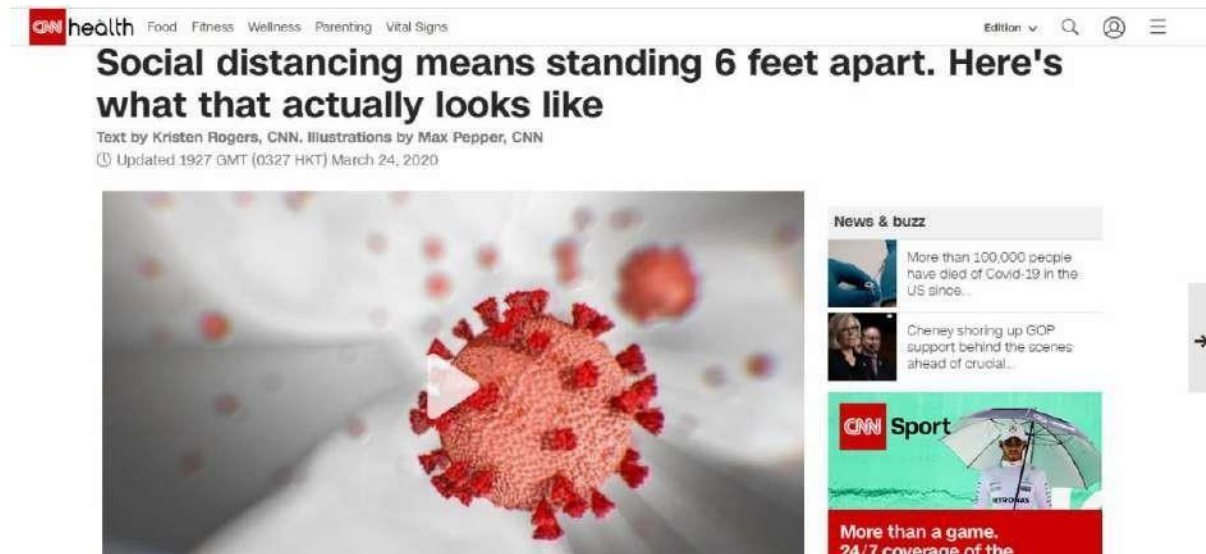 CNN health Food Fitness Wellness Parenting Vital Signs Edition
Social distancing means standing 6 feet apart. Here's
what that actually looks like
Text by Kristen Rogers, CNN. Illustrations by Max Pepper, CNN
Updated 1927 GMT (0327 HKT) March 24, 2020
News & buzz
More than 100,000 people
have died of Covid-19 in the
US since...
Cheney shoring up GOP
support behind the scenes
ahead of crucial...
CNN Sport
PETRONAS
More than a game.
24/7 coverage of the